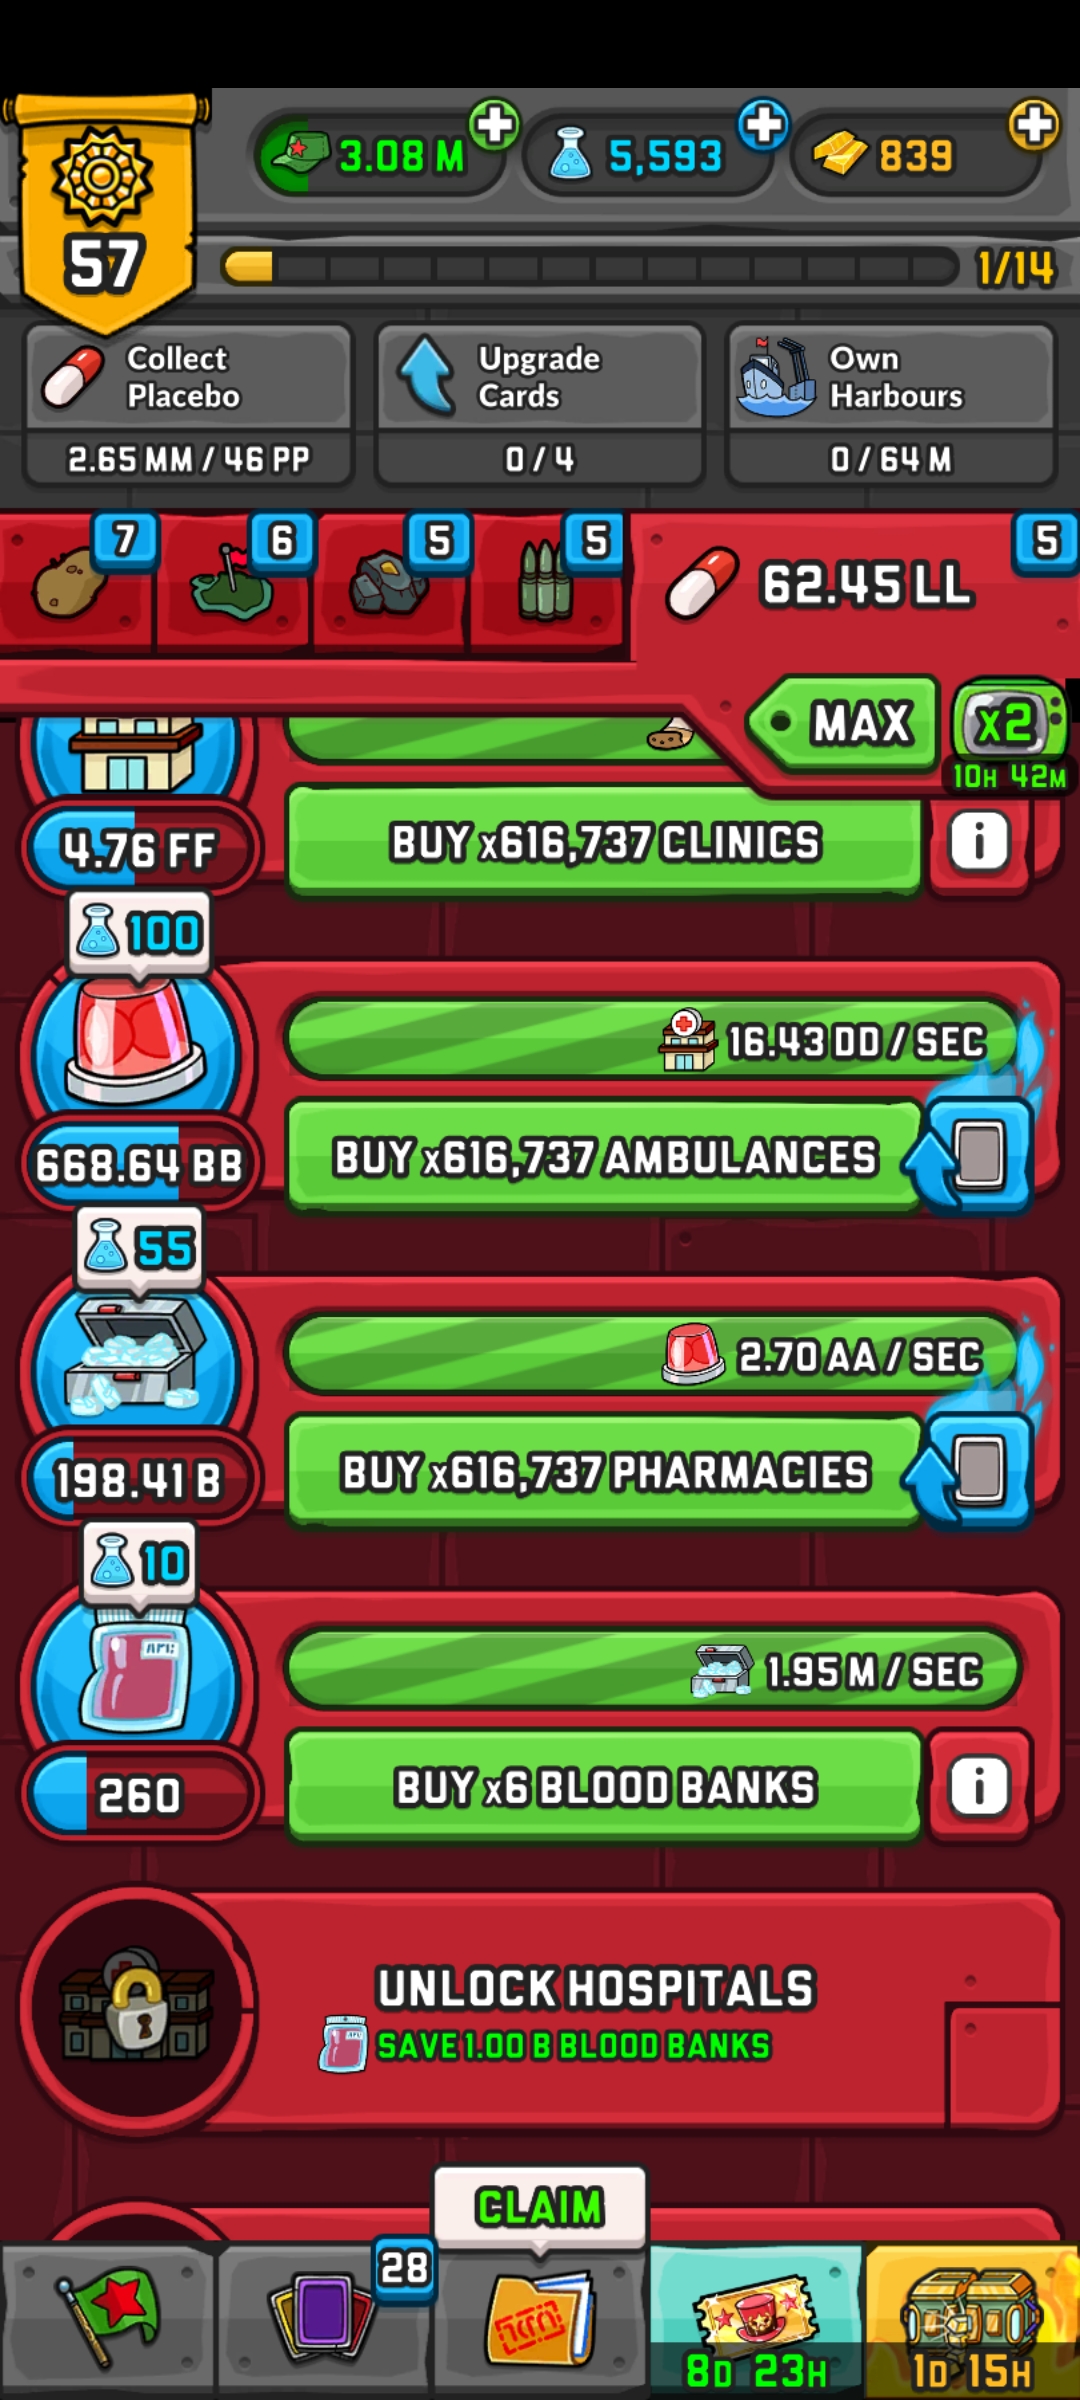 3.08 M
5,593
839
57
1/14
Collect
Placebo
2.65 MM / 46 PP
Upgrade
Cards
0 / 4
Own
Harbours
0 / 64 M
7
6
5
5
5
62.45 LL
MAX
x2
10H 42M
4.76 FF
BUY x616,737 CLINICS
i
100
16.43 DD / SEC
668.64 BB
BUY x616,737 AMBULANCES
55
2.70 AA / SEC
198.41 B
BUY x616,737 PHARMACIES
10
1.95 M / SEC
260
BUY x6 BLOOD BANKS
i
UNLOCK HOSPITALS
SAVE 1.00 B BLOOD BANKS
CLAIM
28
8D 23H
1D 15H